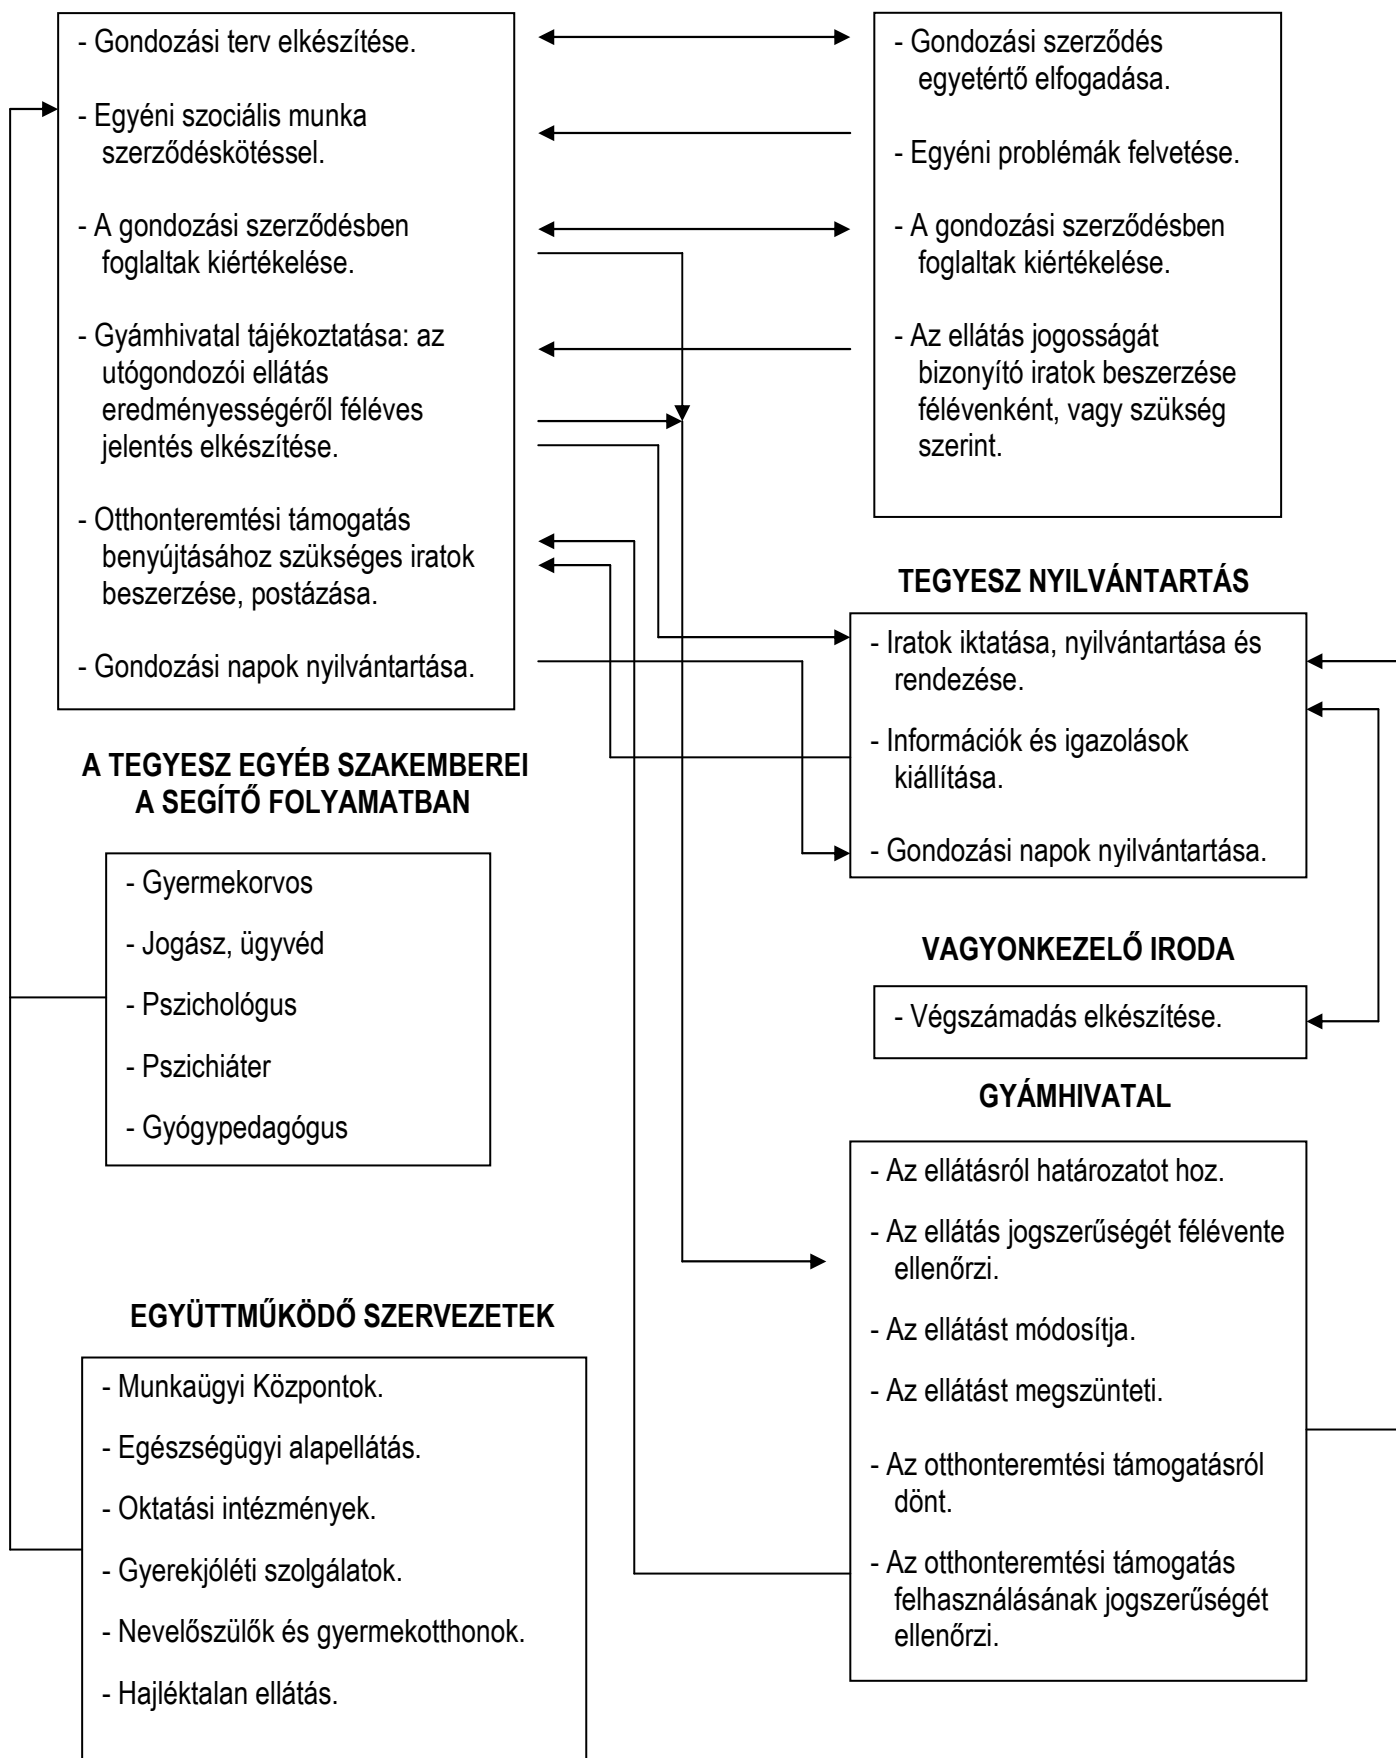 - Gondozási terv elkészítése.
- Egyéni szociális munka
szerződéskötéssel.
- A gondozási szerződésben
foglaltak kiértékelése.
- Gyámhivatal tájékoztatása: az
utógondozói ellátás
eredményességéről féléves
jelentés elkészítése.
- Otthonteremtési támogatás
benyújtásához szükséges iratok
beszerzése, postázása.
- Gondozási napok nyilvántartása.
- Gondozási szerződés
egyetértő elfogadása.
- Egyéni problémák felvetése.
- A gondozási szerződésben
foglaltak kiértékelése.
- Az ellátás jogosságát
bizonyító iratok beszerzése
félévenként, vagy szükség
szerint.
TEGYESZ NYILVÁNTARTÁS
- Iratok iktatása, nyilvántartása és
rendezése.
- Információk és igazolások
kiállítása.
- Gondozási napok nyilvántartása.
A TEGYESZ EGYÉB SZAKEMBEREI
A SEGÍTŐ FOLYAMATBAN
- Gyermekorvos
- Jogász, ügyvéd
- Pszichológus
- Pszichiáter
- Gyógypedagógus
VAGYONKEZELŐ IRODA
- Végszámadás elkészítése.
GYÁMHIVATAL
- Az ellátásról határozatot hoz.
- Az ellátás jogszerűségét félévente
ellenőrzi.
- Az ellátást módosítja.
- Az ellátást megszünteti.
- Az otthonteremtési támogatásról
dönt.
- Az otthonteremtési támogatás
felhasználásának jogszerűségét
ellenőrzi.
EGYÜTTMŰKÖDŐ SZERVEZETEK
- Munkaügyi Központok.
- Egészségügyi alapellátás.
- Oktatási intézmények.
- Gyerekjóléti szolgálatok.
- Nevelőszülők és gyermekotthonok.
- Hajléktalan ellátás.